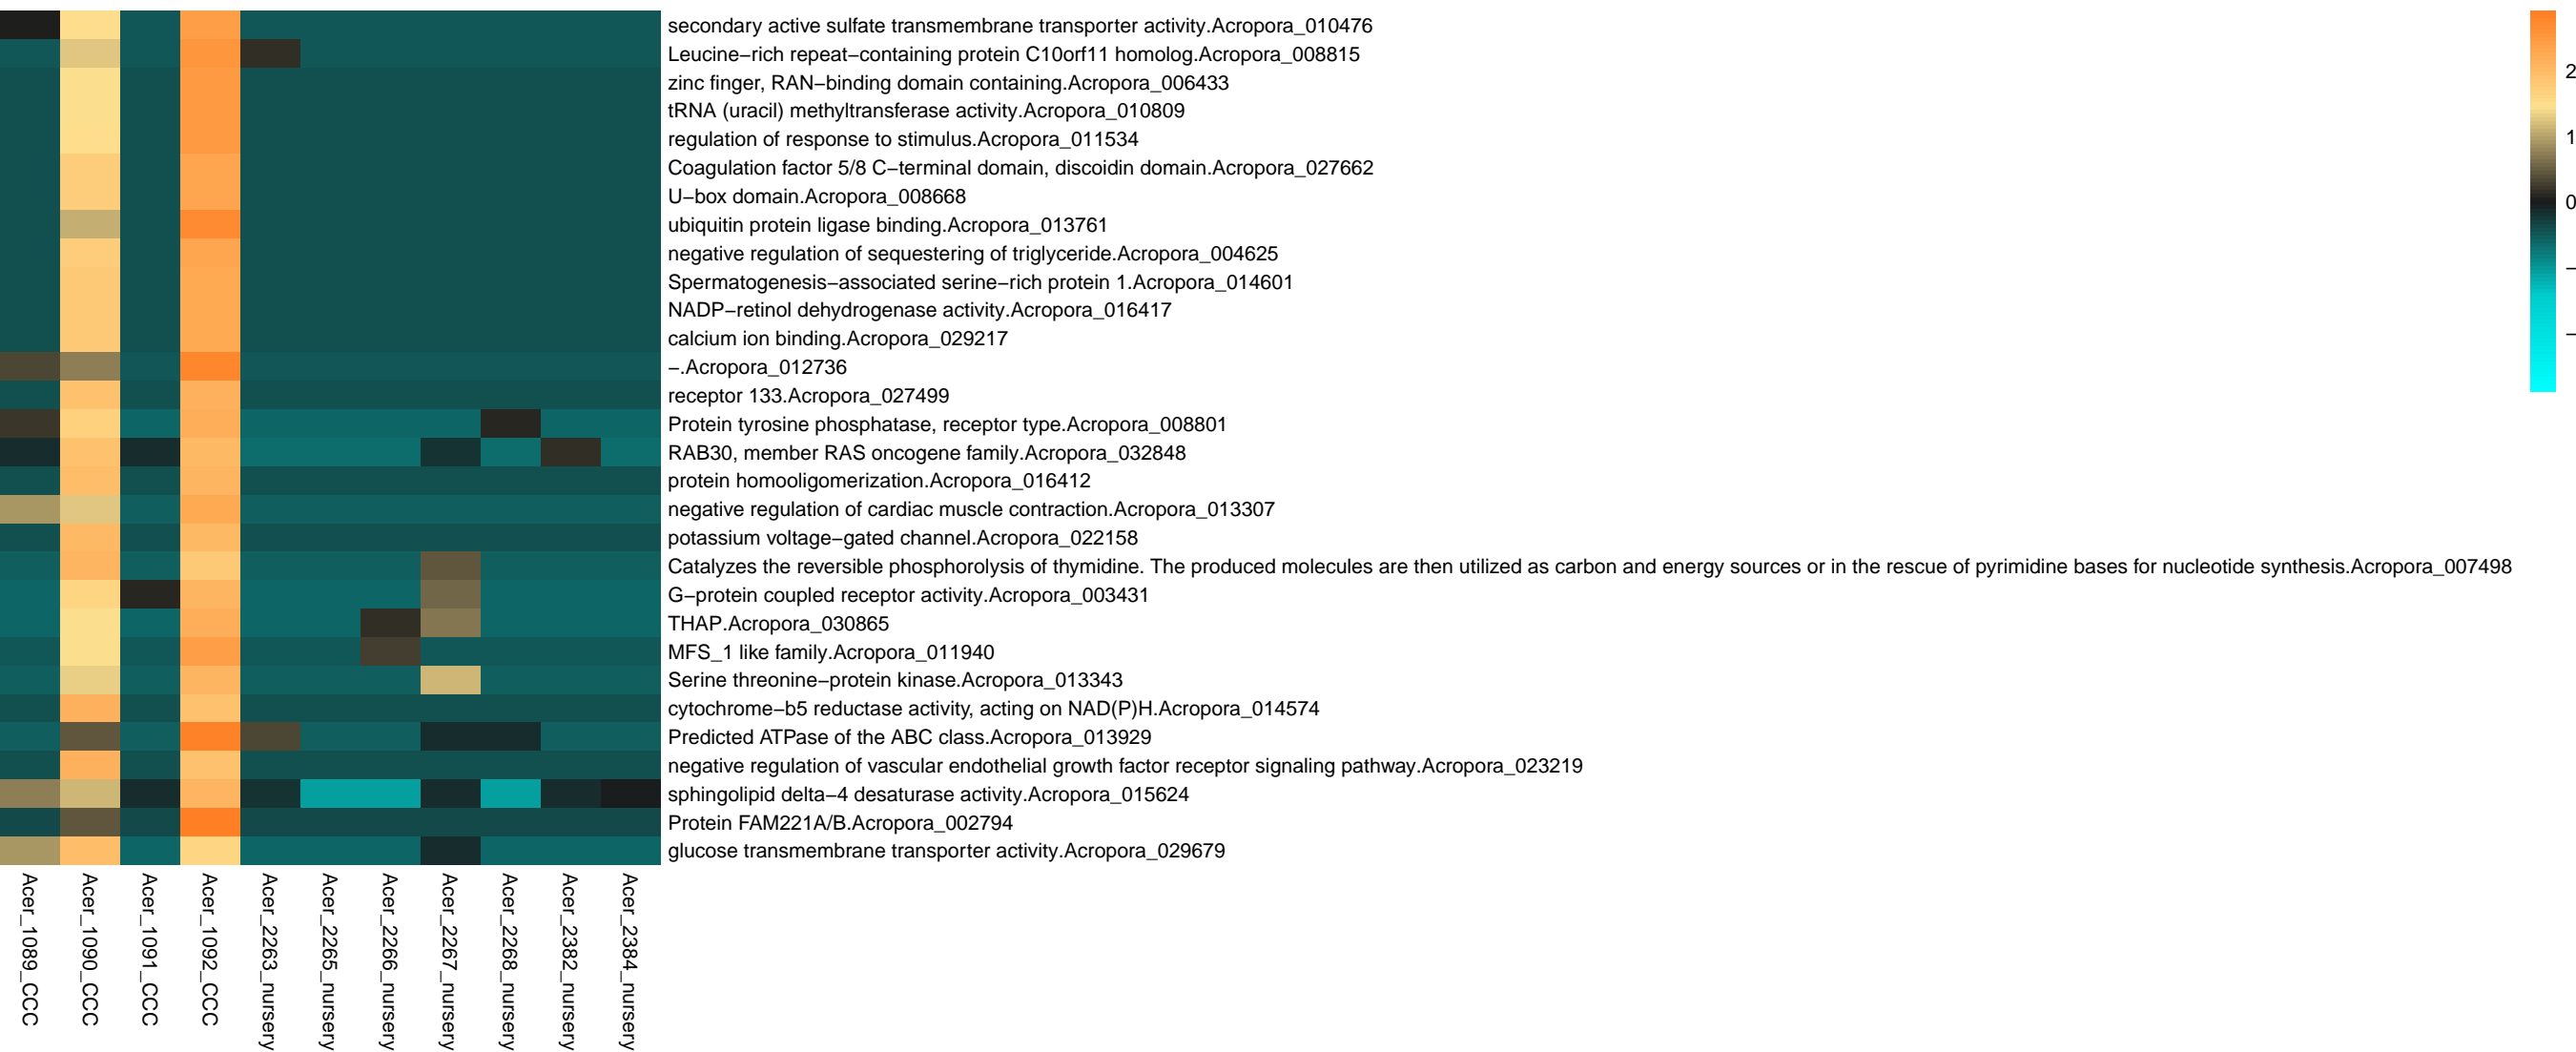 secondary active sulfate transmembrane transporter activity.Acropora_010476
Leucine−rich repeat−containing protein C10orf11 homolog.Acropora_008815
zinc finger, RAN−binding domain containing.Acropora_006433
tRNA (uracil) methyltransferase activity.Acropora_010809
regulation of response to stimulus.Acropora_011534
Coagulation factor 5/8 C−terminal domain, discoidin domain.Acropora_027662
U−box domain.Acropora_008668
ubiquitin protein ligase binding.Acropora_013761
negative regulation of sequestering of triglyceride.Acropora_004625
Spermatogenesis−associated serine−rich protein 1.Acropora_014601
NADP−retinol dehydrogenase activity.Acropora_016417
calcium ion binding.Acropora_029217
−.Acropora_012736
receptor 133.Acropora_027499
Protein tyrosine phosphatase, receptor type.Acropora_008801
RAB30, member RAS oncogene family.Acropora_032848
protein homooligomerization.Acropora_016412
negative regulation of cardiac muscle contraction.Acropora_013307
potassium voltage−gated channel.Acropora_022158
Catalyzes the reversible phosphorolysis of thymidine. The produced molecules are then utilized as carbon and energy sources or in the rescue of pyrimidine bases for nucleotide synthesis.Acropora_007498
G−protein coupled receptor activity.Acropora_003431
THAP.Acropora_030865
MFS_1 like family.Acropora_011940
Serine threonine−protein kinase.Acropora_013343
cytochrome−b5 reductase activity, acting on NAD(P)H.Acropora_014574
Predicted ATPase of the ABC class.Acropora_013929
negative regulation of vascular endothelial growth factor receptor signaling pathway.Acropora_023219
sphingolipid delta−4 desaturase activity.Acropora_015624
Protein FAM221A/B.Acropora_002794
glucose transmembrane transporter activity.Acropora_029679
Acer_1089_CCC
Acer_1090_CCC
Acer_1091_CCC
Acer_1092_CCC
Acer_2263_nursery
Acer_2265_nursery
Acer_2266_nursery
Acer_2267_nursery
Acer_2268_nursery
Acer_2382_nursery
Acer_2384_nursery
2
1
0